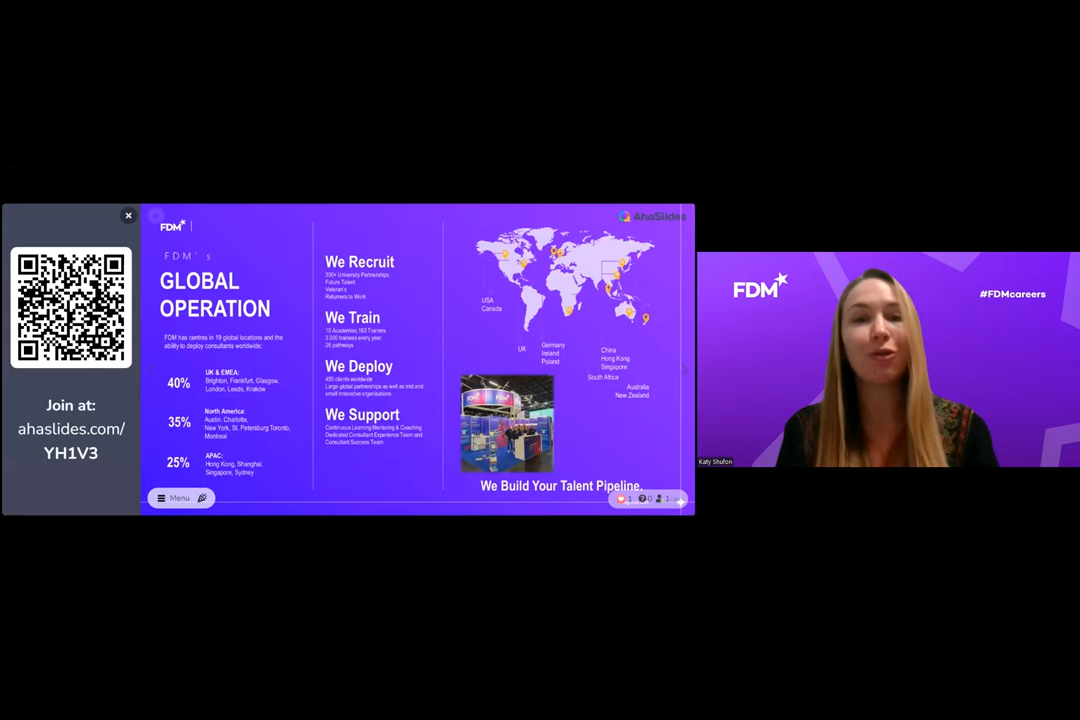 Join at:
ahaslides.com/
YH1V3
FDM
FDM's
GLOBAL
OPERATION
FDM has centres in 19 global locations and the
ability to deploy consultants worldwide;
40%
UK & EMEA:
Brighton, Frankfurt, Glasgow,
London, Leeds, Kraków
35%
North America:
Austin, Charlotte,
New York, St. Petersburg Toronto,
Montreal
25%
APAC:
Hong Kong, Shanghai,
Singapore, Sydney
Menu
We Recruit
300+ University Partnerships
Future Talent
Veteran's
Returners to Work
We Train
15 Academies, 163 Trainers
3,000 trainees every year
28 pathways
We Deploy
450 clients worldwide
Large global partnerships as well as mid and
small innovative organisations.
We Support
Continuous Learning Mentoring & Coaching
Dedicated Consultant Experience Team and
Consultant Success Team
AhaSlides
USA
Canada
UK
Germany
Ireland
Poland
China
Hong Kong
Singapore
South Africa
Australia
New Zealand
We Build Your Talent Pipeline.
1 0 1
FDM
#FDMcareers
Katy Shufon